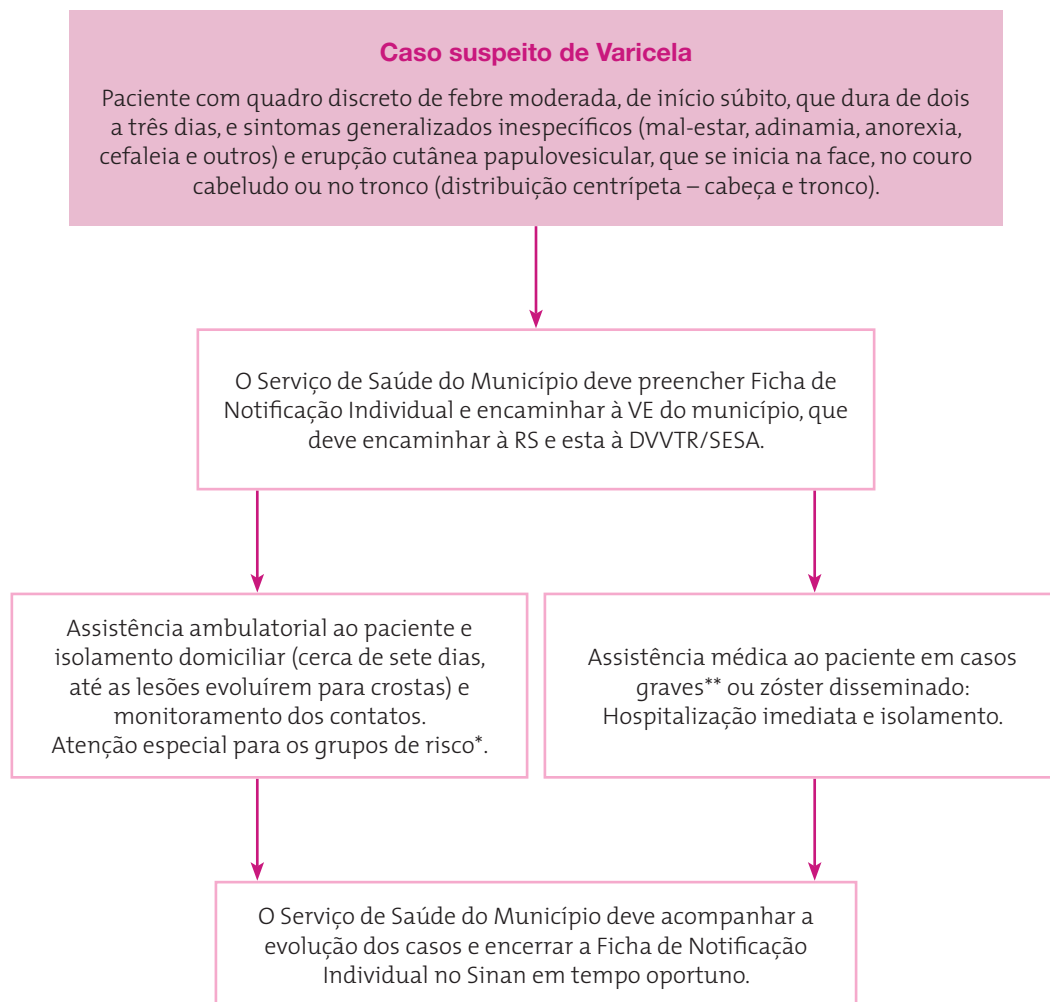 Caso suspeito de Varicela
Paciente com quadro discreto de febre moderada, de início súbito, que dura de dois
a três dias, e sintomas generalizados inespecíficos (mal-estar, adinamia, anorexia,
cefaleia e outros) e erupção cutânea papulovesicular, que se inicia na face, no couro
cabeludo ou no tronco (distribuição centrípeta – cabeça e tronco).
O Serviço de Saúde do Município deve preencher Ficha de
Notificação Individual e encaminhar à VE do município, que
deve encaminhar à RS e esta à DVVTR/SESA.
Assistência ambulatorial ao paciente e
isolamento domiciliar (cerca de sete dias,
até as lesões evoluírem para crostas) e
monitoramento dos contatos.
Atenção especial para os grupos de risco*.
Assistência médica ao paciente em casos
graves** ou zóster disseminado:
Hospitalização imediata e isolamento.
O Serviço de Saúde do Município deve acompanhar a
evolução dos casos e encerrar a Ficha de Notificação
Individual no Sinan em tempo oportuno.